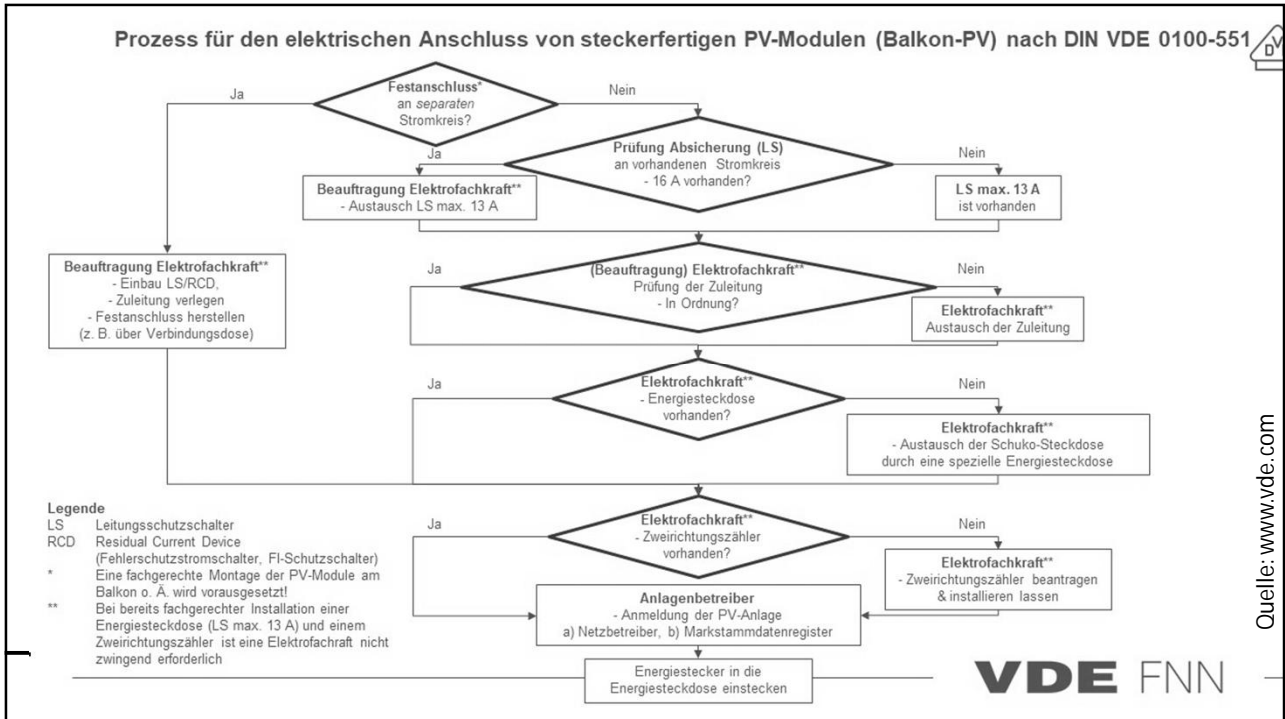 Prozess für den elektrischen Anschluss von steckerfertigen PV-Modulen (Balkon-PV) nach DIN VDE 0100-551
DVE
Festanschluss*
an separaten
Stromkreis?
Ja
Nein
Prüfung Absicherung (LS)
an vorhandenen Stromkreis
- 16 A vorhanden?
Ja
Nein
Beauftragung Elektrofachkraft**
- Austausch LS max. 13 A
LS max. 13 A
ist vorhanden
Beauftragung Elektrofachkraft**
- Einbau LS/RCD,
- Zuleitung verlegen
- Festanschluss herstellen
(z. B. über Verbindungsdose)
Ja
(Beauftragung) Elektrofachkraft**
Prüfung der Zuleitung
- In Ordnung?
Nein
Elektrofachkraft**
Austausch der Zuleitung
Ja
Elektrofachkraft**
- Energiesteckdose
vorhanden?
Nein
Elektrofachkraft**
- Austausch der Schuko-Steckdose
durch eine spezielle Energiesteckdose
Ja
Elektrofachkraft**
- Zweirichtungszähler
vorhanden?
Nein
Elektrofachkraft**
- Zweirichtungszähler beantragen
& installieren lassen
Anlagenbetreiber
- Anmeldung der PV-Anlage
a) Netzbetreiber, b) Markstammdatenregister
Energiestecker in die
Energiesteckdose einstecken
Legende
LS Leitungsschutzschalter
RCD Residual Current Device
(Fehlerschutzstromschalter, FI-Schutzschalter)
* Eine fachgerechte Montage der PV-Module am
Balkon o. Ä. wird vorausgesetzt!
** Bei bereits fachgerechter Installation einer
Energiesteckdose (LS max. 13 A) und einem
Zweirichtungszähler ist eine Elektrofachraft nicht
zwingend erforderlich
VDE FNN
Quelle: www.vde.com